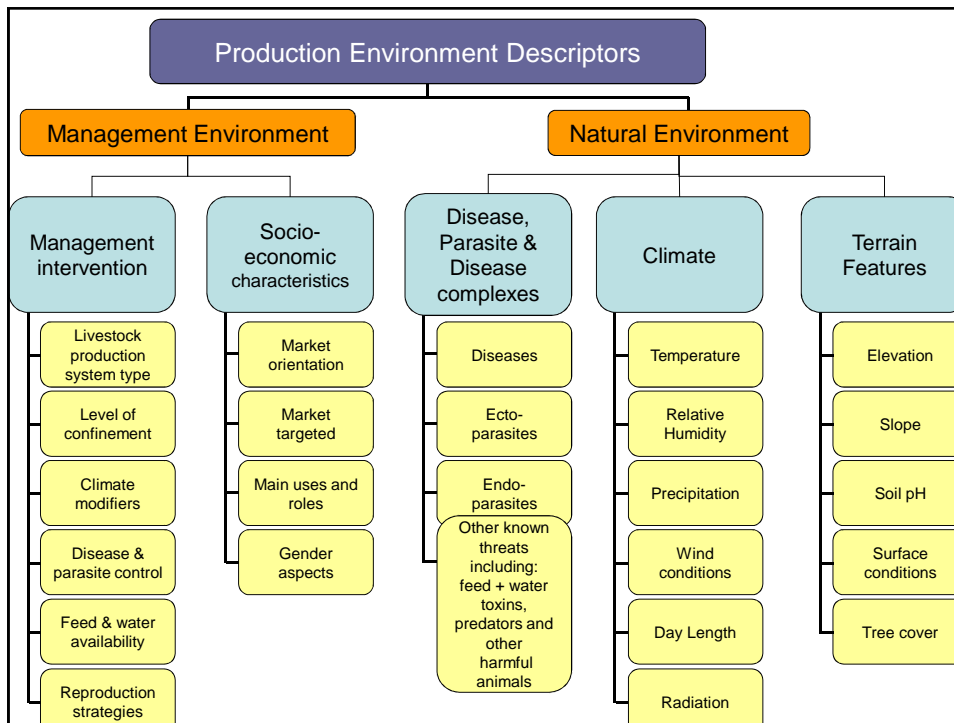 Production Environment Descriptors
Management Environment
Natural Environment
Management
intervention
Socio-
economic
characteristics
Disease,
Parasite &
Disease
complexes
Climate
Terrain
Features
Livestock
production
system type
Level of
confinement
Climate
modifiers
Disease &
parasite control
Feed & water
availability
Reproduction
strategies
Market
orientation
Market
targeted
Main uses and
roles
Gender
aspects
Diseases
Ecto-
parasites
Endo-
parasites
Other known
threats
including:
feed + water
toxins,
predators and
other
harmful
animals
Temperature
Relative
Humidity
Precipitation
Wind
conditions
Day Length
Radiation
Elevation
Slope
Soil pH
Surface
conditions
Tree cover